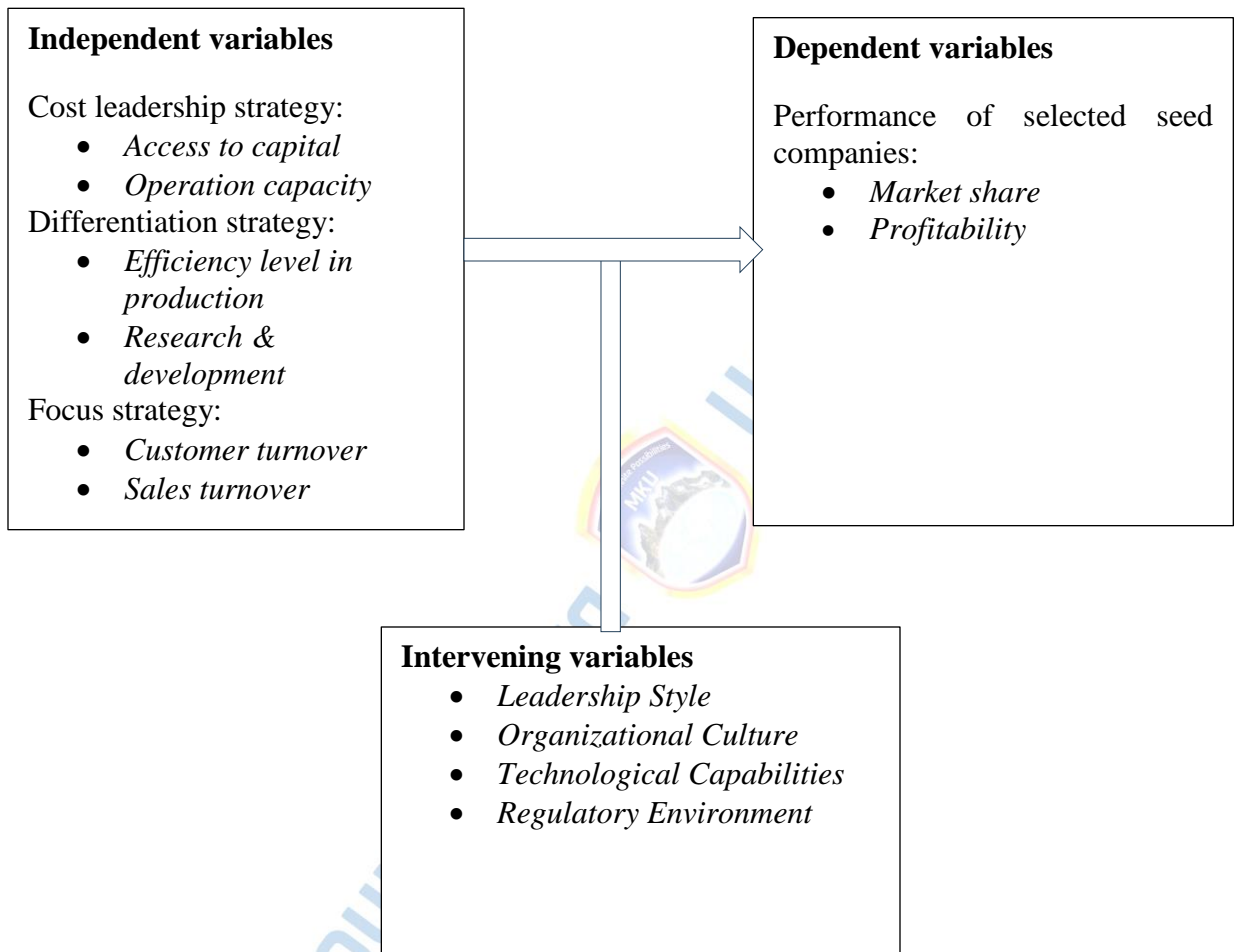 Independent variables
Cost leadership strategy:
• Access to capital
• Operation capacity
Differentiation strategy:
• Efficiency level in
production
• Research &
development
Focus strategy:
• Customer turnover
• Sales turnover
Dependent variables
Performance of selected seed
companies:
• Market share
• Profitability
MKU
Intervening variables
• Leadership Style
• Organizational Culture
• Technological Capabilities
• Regulatory Environment